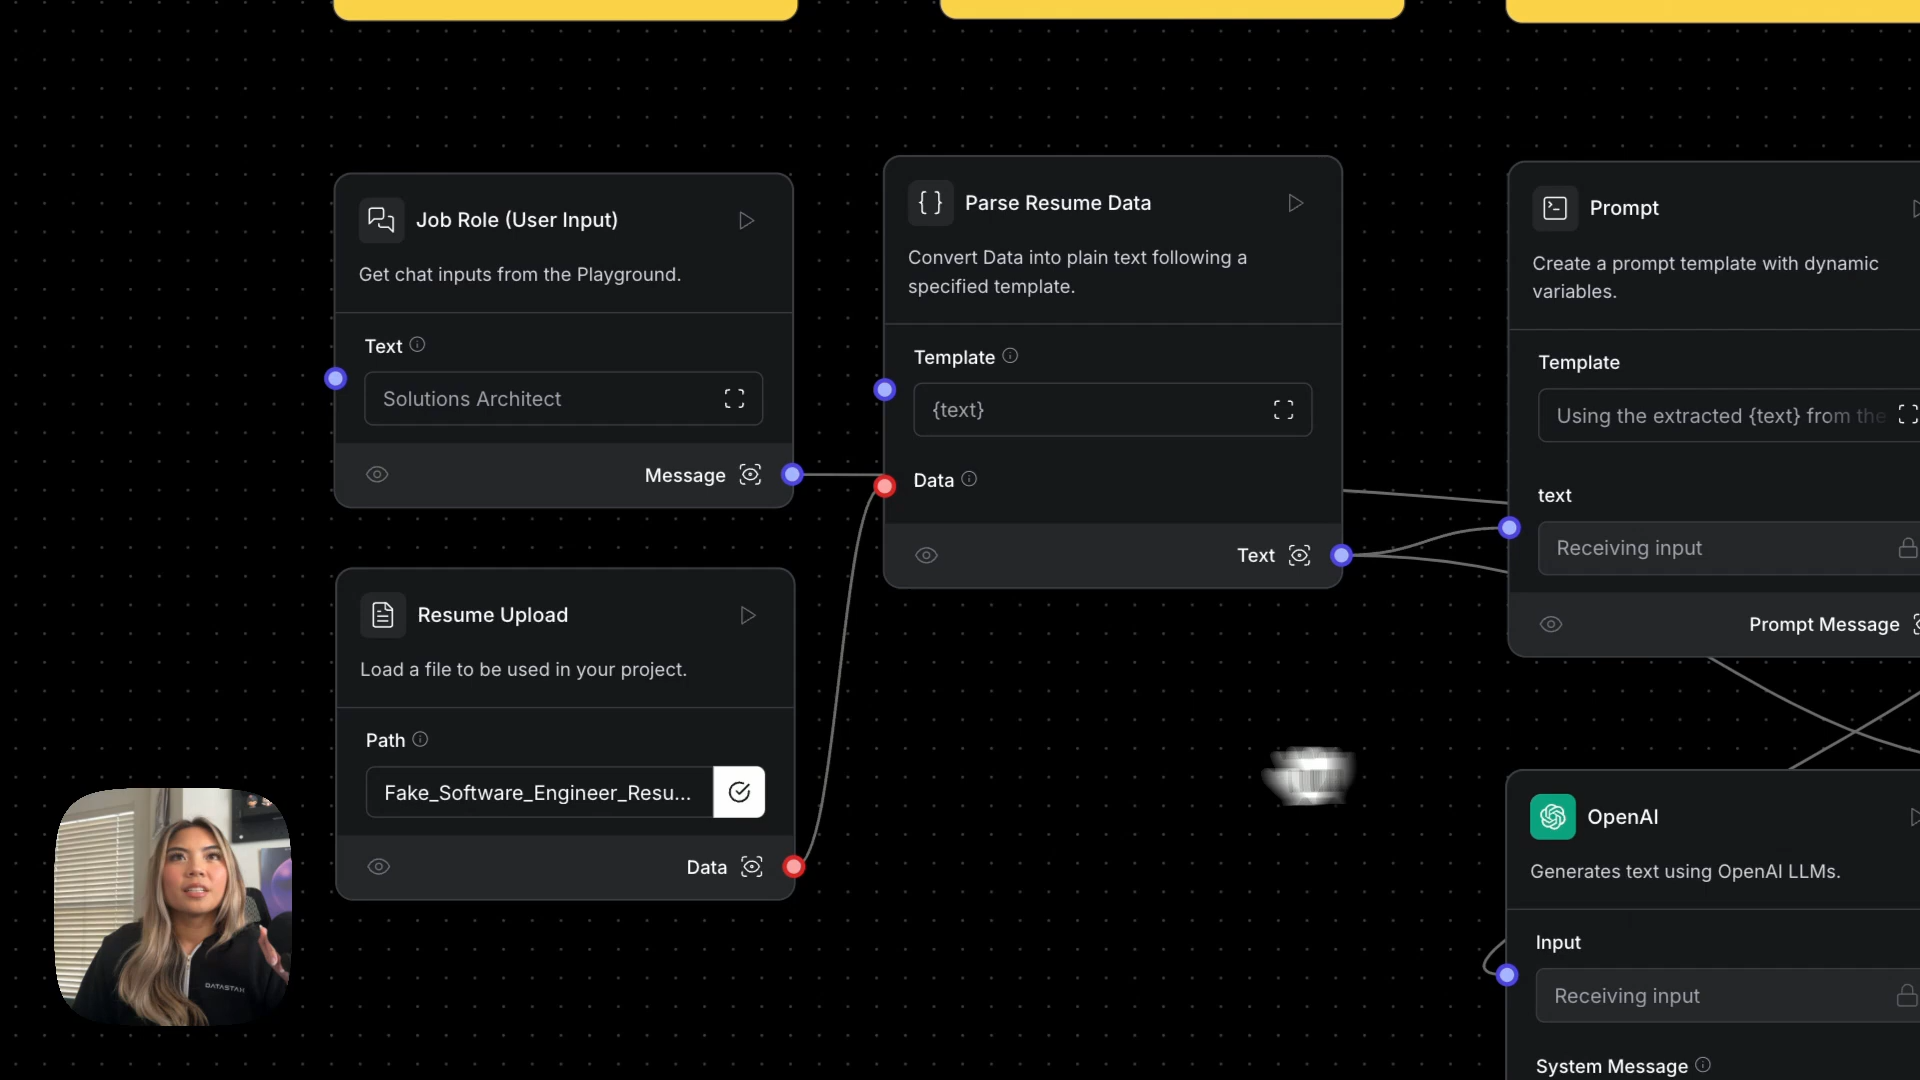 Job Role (User Input)
Get chat inputs from the Playground.
Text
Solutions Architect
Message
Resume Upload
Load a file to be used in your project.
Path
Fake_Software_Engineer_Resu...
Data
Parse Resume Data
Convert Data into plain text following a
specified template.
Template
{text}
Data
Text
Prompt
Create a prompt template with dynamic
variables.
Template
Using the extracted {text} from the
text
Receiving input
Prompt Message
OpenAI
Generates text using OpenAI LLMs.
Input
Receiving input
System Message
DATASTAX